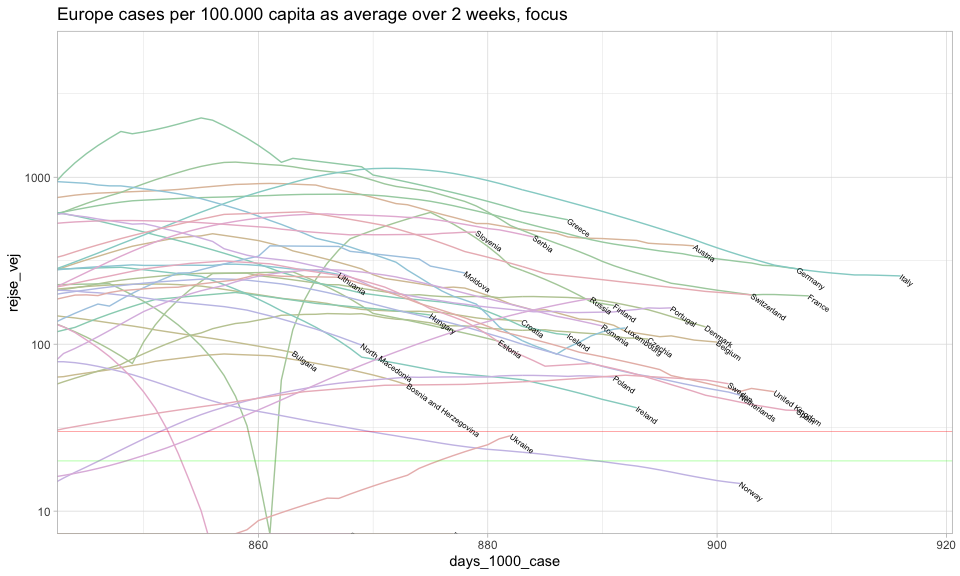 Europe cases per 100.000 capita as average over 2 weeks, focus
rejse_vej
1000
100
10
Greece
Slovenia
Serbia
Austria
Germany
Italy
Moldova
Lithuania
Switzerland
France
Russia
Finland
Portugal
Hungary
Croatia
Romania
Luxembourg
Denmark
Iceland
Czechia
Belgium
Estonia
Bulgaria
North Macedonia
Poland
Sweden
United Kingdom
Bosnia and Herzegovina
Netherlands
Spain
Ireland
Ukraine
Norway
860
880
900
920
days_1000_case